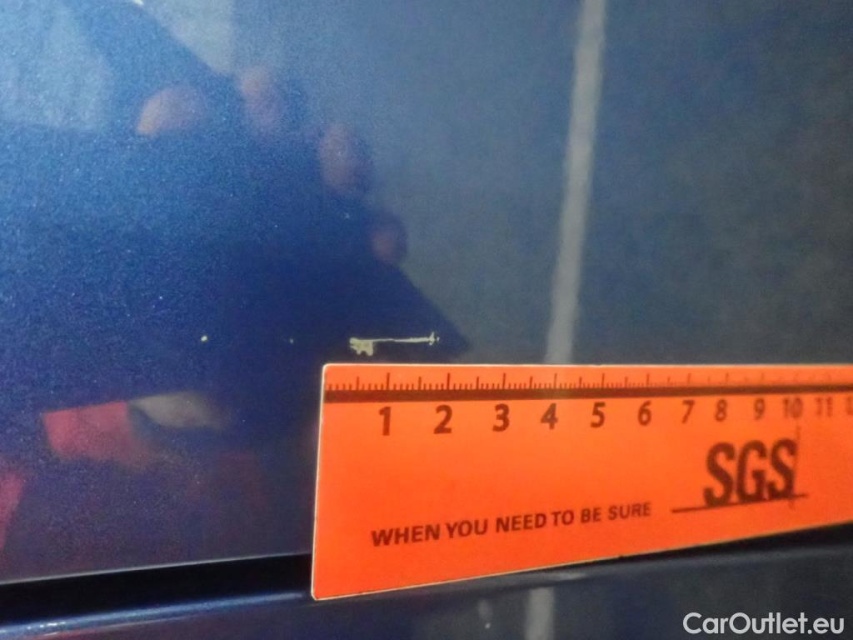 1 2 3 4 5 6 7 8 9 10 11
SGS
WHEN YOU NEED TO BE SURE
CarOutlet.eu